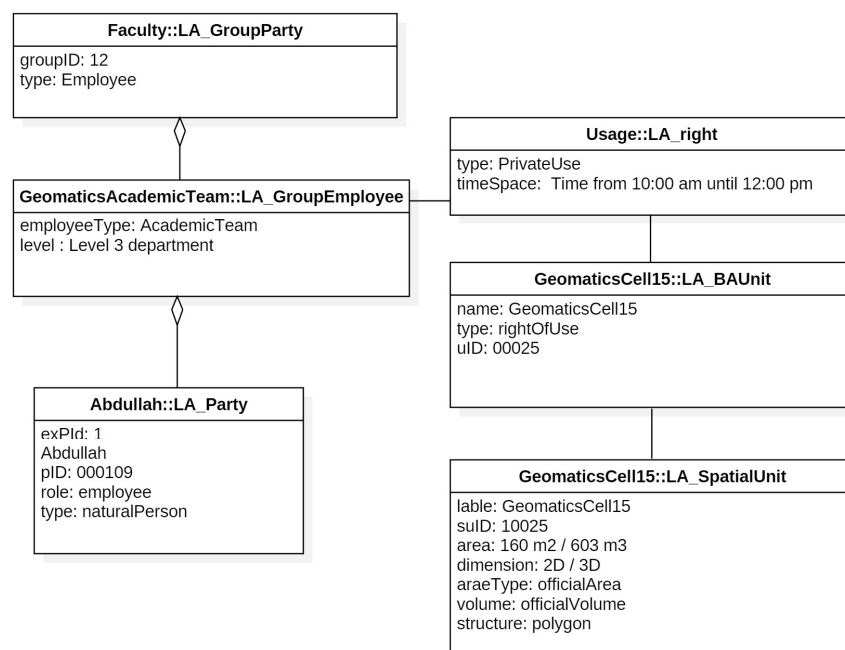 Faculty::LA_GroupParty
groupID: 12
type: Employee
GeomaticsAcademicTeam::LA_GroupEmployee
employeeType: AcademicTeam
level : Level 3 department
Abdullah::LA_Party
exPId: 1
Abdullah
pID: 000109
role: employee
type: naturalPerson
Usage::LA_right
type: PrivateUse
timeSpace:  Time from 10:00 am until 12:00 pm
GeomaticsCell15::LA_BAUnit
name: GeomaticsCell15
type: rightOfUse
uID: 00025
GeomaticsCell15::LA_SpatialUnit
lable: GeomaticsCell15
suID: 10025
area: 160 m2 / 603 m3
dimension: 2D / 3D
araeType: officialArea
volume: officialVolume
structure: polygon